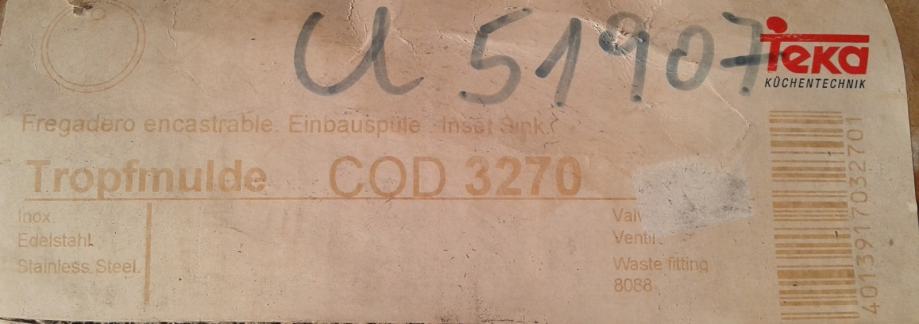 U 51907
Teka
KÜCHENTECHNIK
Fregadero encastrable. Einbauspüle. Inset Sink.
Tropfmulde COD 3270
Inox.
Edelstahl.
Stainless Steel.
Ventil
Waste fitting
8088
4013917032701